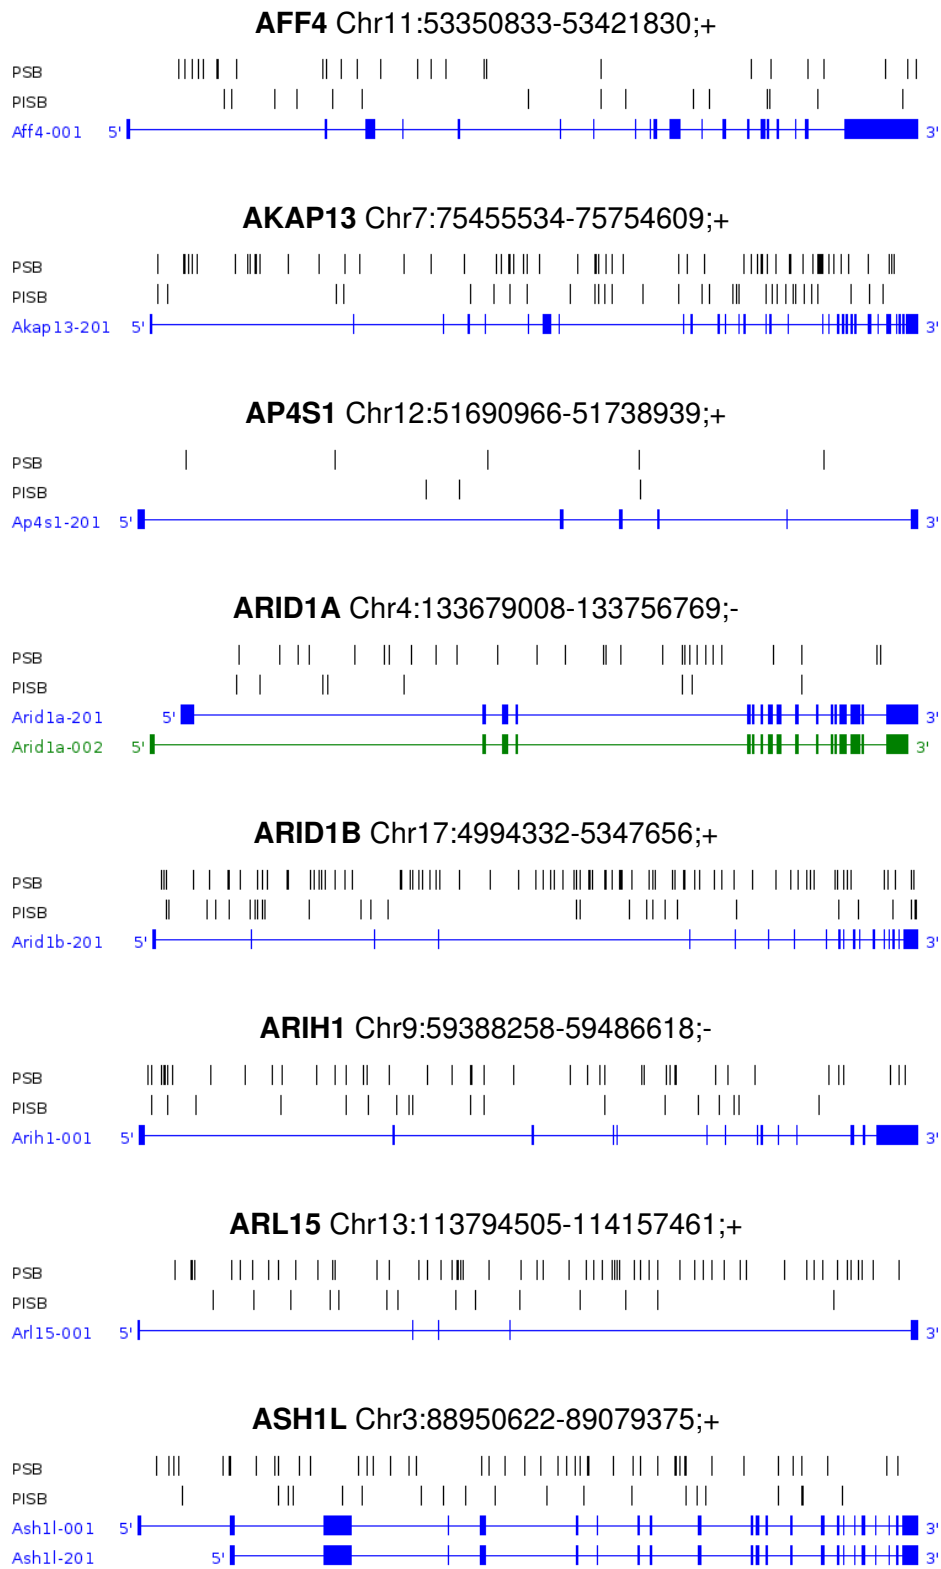 AFF4 Chr11:53350833-53421830;+
PSB
PISB
Aff4-001 5' 3'
AKAP13 Chr7:75455534-75754609;+
PSB
PISB
Akap13-201 5' 3'
AP4S1 Chr12:51690966-51738939;+
PSB
PISB
Ap4s1-201 5' 3'
ARID1A Chr4:133679008-133756769;-
PSB
PISB
Arid1a-201 5' 3'
Arid1a-002 5' 3'
ARID1B Chr17:4994332-5347656;+
PSB
PISB
Arid1b-201 5' 3'
ARIH1 Chr9:59388258-59486618;-
PSB
PISB
Arih1-001 5' 3'
ARL15 Chr13:113794505-114157461;+
PSB
PISB
Arl15-001 5' 3'
ASH1L Chr3:88950622-89079375;+
PSB
PISB
Ash1l-001 5' 3'
Ash1l-201 5' 3'